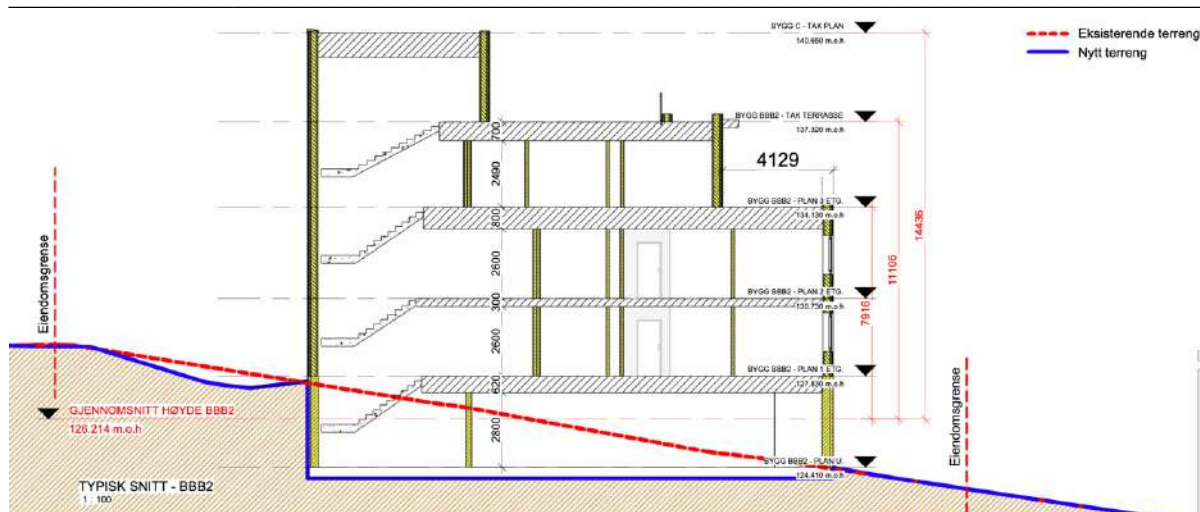 BYGG C - TAK PLAN
140.650 m.o.h
Eksisterende terreng
Nytt terreng
BYGG BBB2 - TAK TERRASSE
137.320 m.o.h
700
4129
2490
BYGG BBB2 - PLAN 3 ETG.
134.130 m.o.h
800
14436
11106
2600
Eiendomsgrense
BYGG BBB2 - PLAN 2 ETG.
130.730 m.o.h
300
7916
2600
BYGG BBB2 - PLAN 1 ETG.
127.830 m.o.h
620
GJENNOMSNITT HØYDE BBB2
126.214 m.o.h
2800
Eiendomsgrense
BYGG BBB2 - PLAN U.
124.410 m.o.h
TYPISK SNITT - BBB2
1 : 100